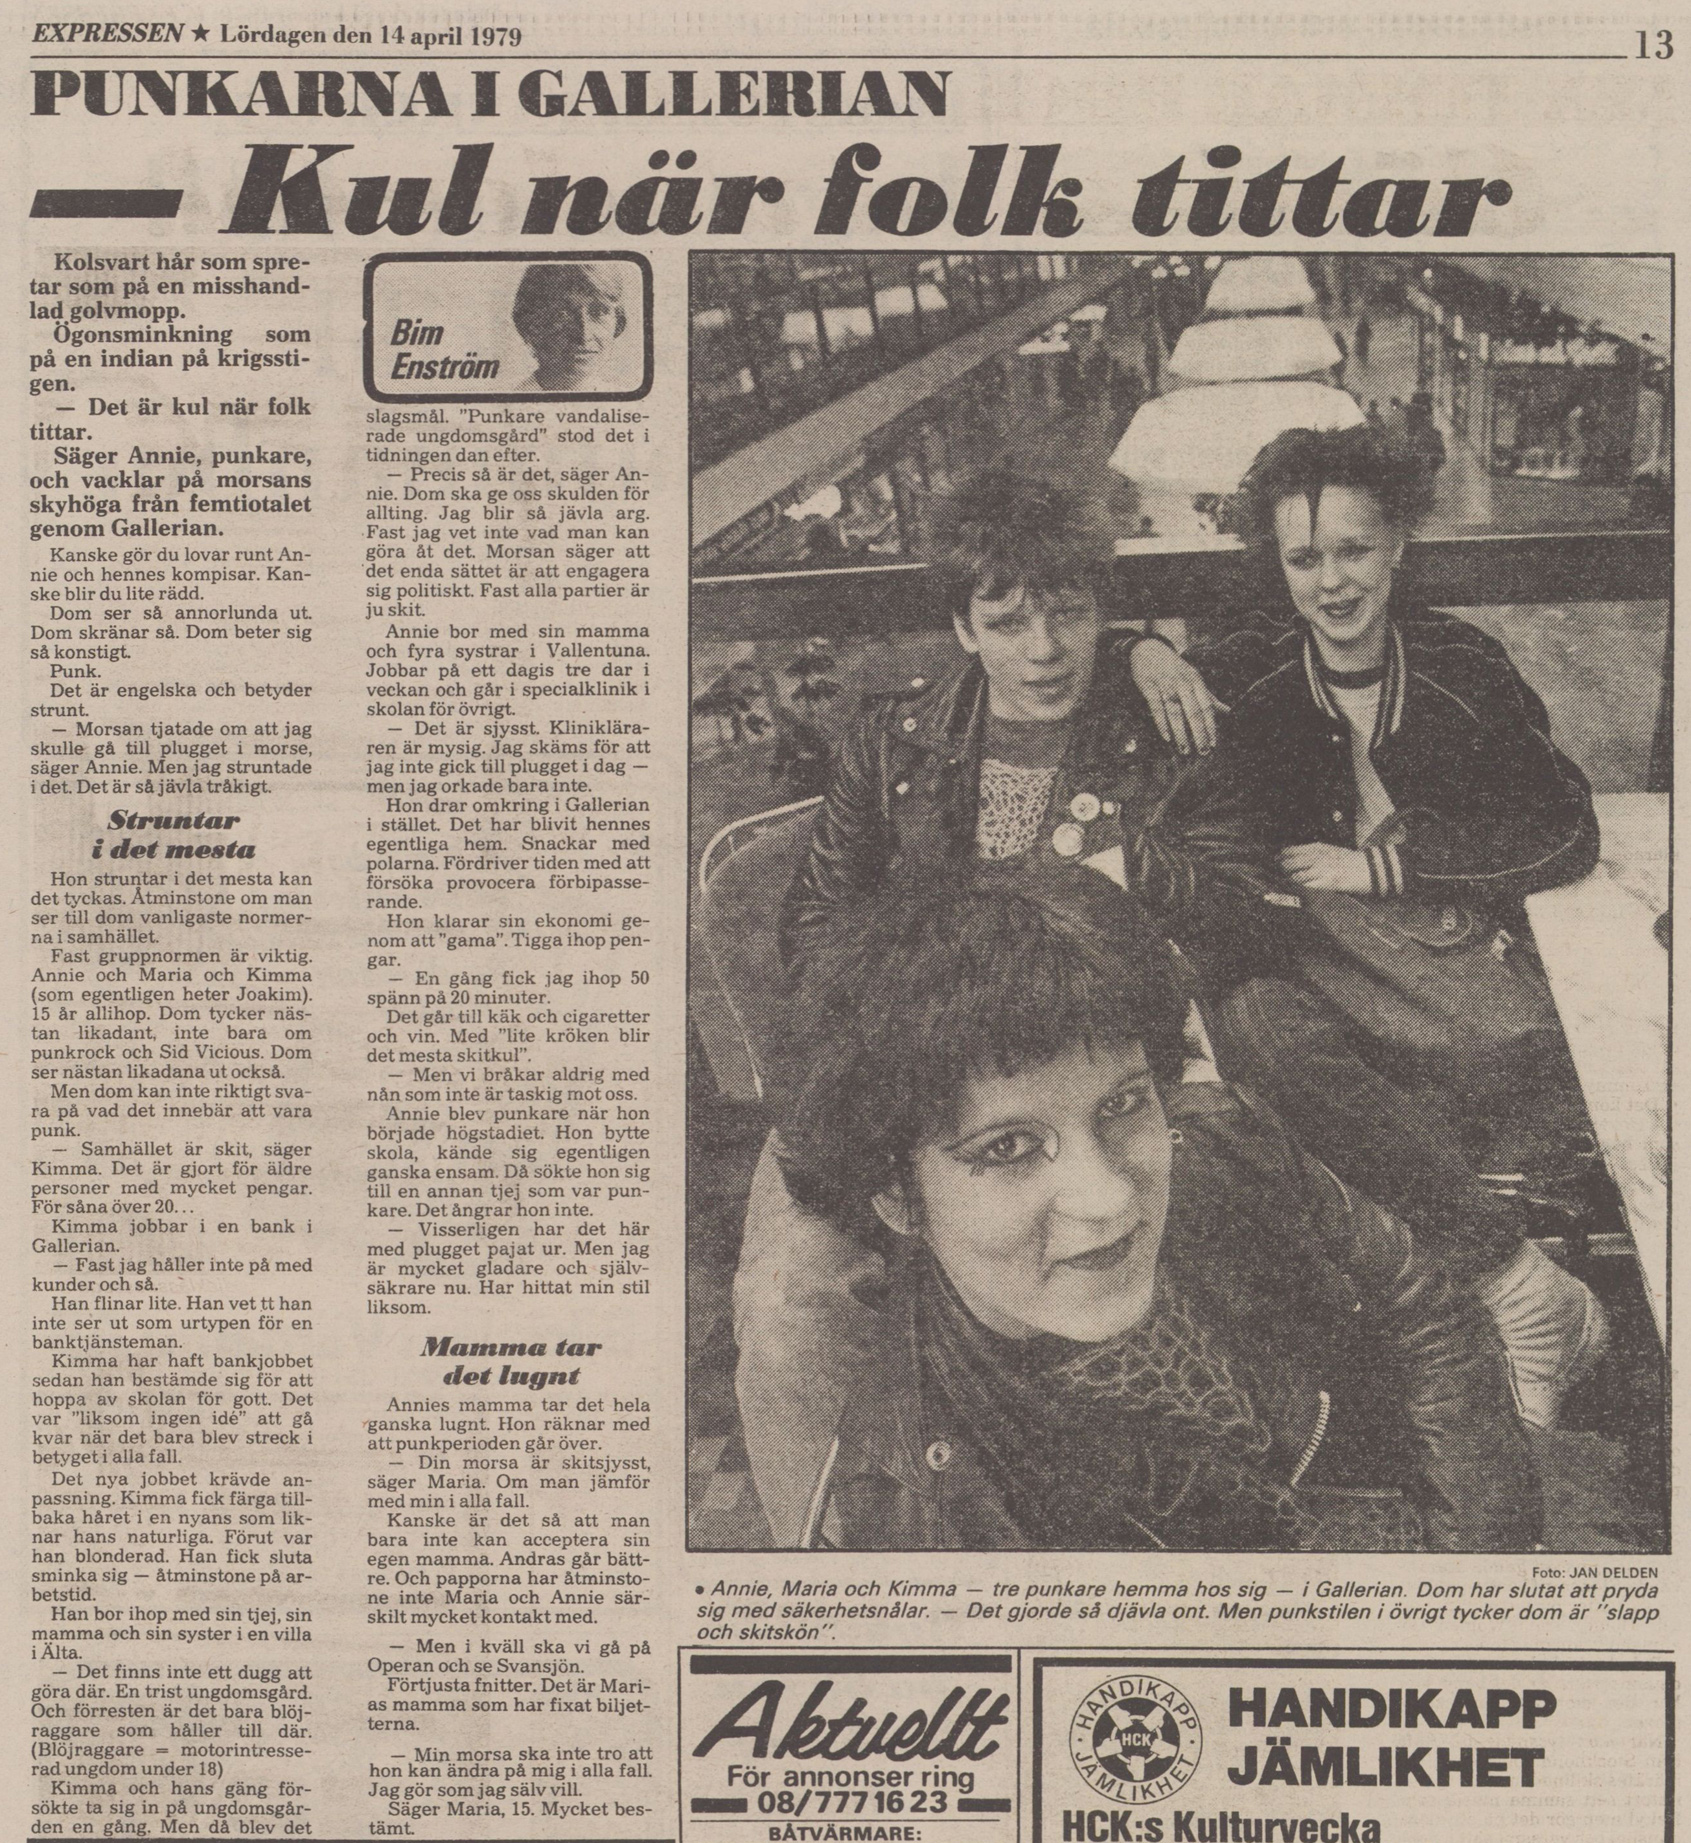 EXPRESSEN ★ Lördagen den 14 april 1979
13
PUNKARNA I GALLERIAN
— Kul när folk tittar
Kolsvart hår som spre-
tar som på en misshand-
lad golvmopp.
Ögonsminkning som
på en indian på krigssti-
gen.
— Det är kul när folk
tittar.
Säger Annie, punkare,
och vacklar på morsans
skyhöga från femtiotalet
genom Gallerian.
Kanske gör du lovar runt An-
nie och hennes kompisar. Kan-
ske blir du lite rädd.
Dom ser så annorlunda ut.
Dom skränar så. Dom beter sig
så konstigt.
Punk.
Det är engelska och betyder
strunt.
— Morsan tjatade om att jag
skulle gå till plugget i morse,
säger Annie. Men jag struntade
i det. Det är så jävla tråkigt.
Struntar
i det mesta
Hon struntar i det mesta kan
det tyckas. Åtminstone om man
ser till dom vanligaste normer-
na i samhället.
Fast gruppnormen är viktig.
Annie och Maria och Kimma
(som egentligen heter Joakim).
15 år allihop. Dom tycker näs-
tan likadant, inte bara om
punkrock och Sid Vicious. Dom
ser nästan likadana ut också.
Men dom kan inte riktigt sva-
ra på vad det innebär att vara
punk.
— Samhället är skit, säger
Kimma. Det är gjort för äldre
personer med mycket pengar.
För såna över 20...
Kimma jobbar i en bank i
Gallerian.
— Fast jag håller inte på med
kunder och så.
Han flinar lite. Han vet tt han
inte ser ut som urtypen för en
banktjänsteman.
Kimma har haft bankjobbet
sedan han bestämde sig för att
hoppa av skolan för gott. Det
var "liksom ingen idé" att gå
kvar när det bara blev streck i
betyget i alla fall.
Det nya jobbet krävde an-
passning. Kimma fick färga till-
baka håret i en nyans som lik-
nar hans naturliga. Förut var
han blonderad. Han fick sluta
sminka sig — åtminstone på ar-
betstid.
Han bor ihop med sin tjej, sin
mamma och sin syster i en villa
i Älta.
— Det finns inte ett dugg att
göra där. En trist ungdomsgård.
Och förresten är det bara blöj-
raggare som håller till där.
(Blöjraggare = motorintresse-
rad ungdom under 18)
Kimma och hans gäng för-
sökte ta sig in på ungdomsgår-
den en gång. Men då blev det
Bim
Enström
slagsmål. "Punkare vandalise-
rade ungdomsgård" stod det i
tidningen dan efter.
— Precis så är det, säger An-
nie. Dom ska ge oss skulden för
allting. Jag blir så jävla arg.
Fast jag vet inte vad man kan
göra åt det. Morsan säger att
det enda sättet är att engagera
sig politiskt. Fast alla partier är
ju skit.
Annie bor med sin mamma
och fyra systrar i Vallentuna.
Jobbar på ett dagis tre dar i
veckan och går i specialklinik i
skolan för övrigt.
— Det är sjysst. Kliniklära-
ren är mysig. Jag skäms för att
jag inte gick till plugget i dag —
men jag orkade bara inte.
Hon drar omkring i Gallerian
i stället. Det har blivit hennes
egentliga hem. Snackar med
polarna. Fördriver tiden med att
försöka provocera förbipasse-
rande.
Hon klarar sin ekonomi ge-
nom att "gama". Tigga ihop pen-
gar.
— En gång fick jag ihop 50
spänn på 20 minuter.
Det går till käk och cigaretter
och vin. Med "lite kröken blir
det mesta skitkul".
— Men vi bråkar aldrig med
nån som inte är taskig mot oss.
Annie blev punkare när hon
började högstadiet. Hon bytte
skola, kände sig egentligen
ganska ensam. Då sökte hon sig
till en annan tjej som var pun-
kare. Det ångrar hon inte.
— Visserligen har det här
med plugget pajat ur. Men jag
är mycket gladare och själv-
säkrare nu. Har hittat min stil
liksom.
Mamma tar
det lugnt
Annies mamma tar det hela
ganska lugnt. Hon räknar med
att punkperioden går över.
— Din morsa är skitsjysst,
säger Maria. Om man jämför
med min i alla fall.
Kanske är det så att man
bara inte kan acceptera sin
egen mamma. Andras går bätt-
re. Och papporna har åtminsto-
ne inte Maria och Annie sär-
skilt mycket kontakt med.
— Men i kväll ska vi gå på
Operan och se Svansjön.
Förtjusta fnitter. Det är Mari-
as mamma som har fixat biljet-
terna.
— Min morsa ska inte tro att
hon kan ändra på mig i alla fall.
Jag gör som jag själv vill.
Säger Maria, 15. Mycket bes-
tämt.
Foto: JAN DELDEN
• Annie, Maria och Kimma — tre punkare hemma hos sig — i Gallerian. Dom har slutat att pryda
sig med säkerhetsnålar. — Det gjorde så djävla ont. Men punkstilen i övrigt tycker dom är "slapp
och skitskön".
Aktuellt
För annonser ring
08/777 16 23
BÅTVÄRMARE:
HANDIKAPP · JÄMLIKHET ·
HCK
HANDIKAPP
JÄMLIKHET
HCK:s Kulturvecka